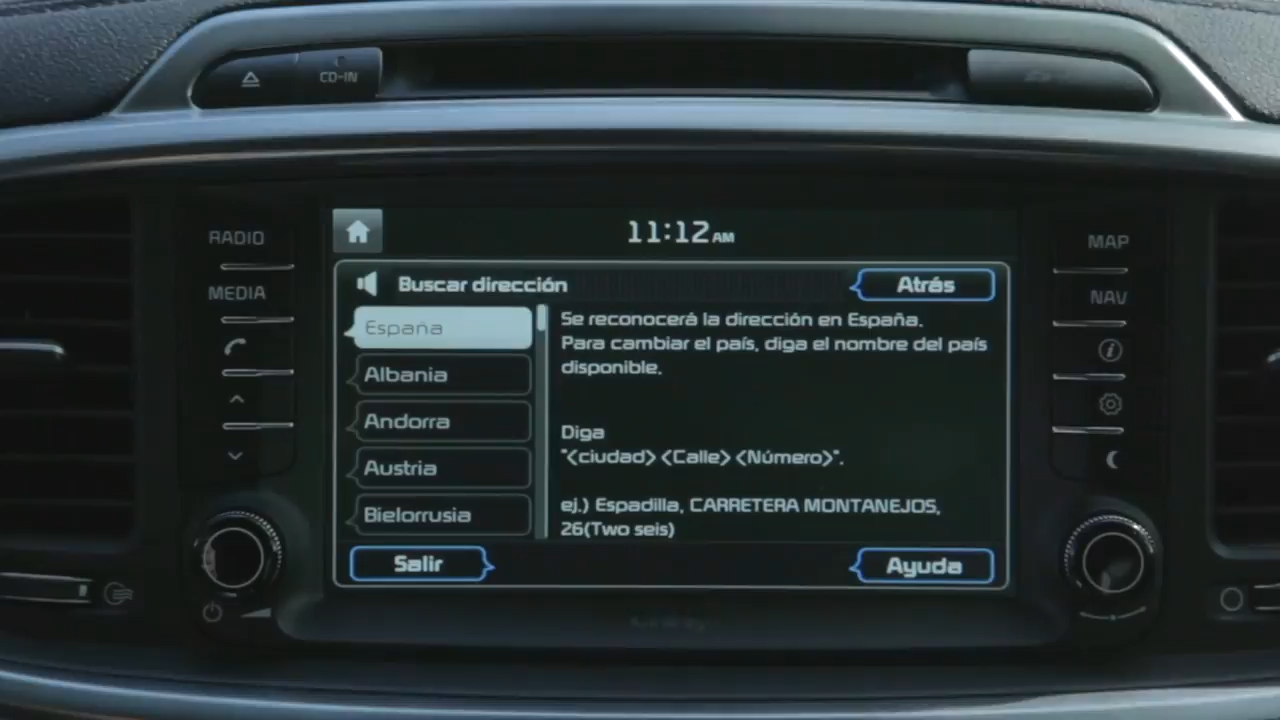 CD-IN
RADIO
MEDIA
MAP
NAV
11:12 AM
Buscar dirección
Atrás
España
Albania
Andorra
Austria
Bielorrusia
Se reconocerá la dirección en España.
Para cambiar el país, diga el nombre del país
disponible.
Diga
"<ciudad> <Calle> <Número>".
ej.) Espadilla, CARRETERA MONTANEJOS,
26(Two seis)
Salir
Ayuda